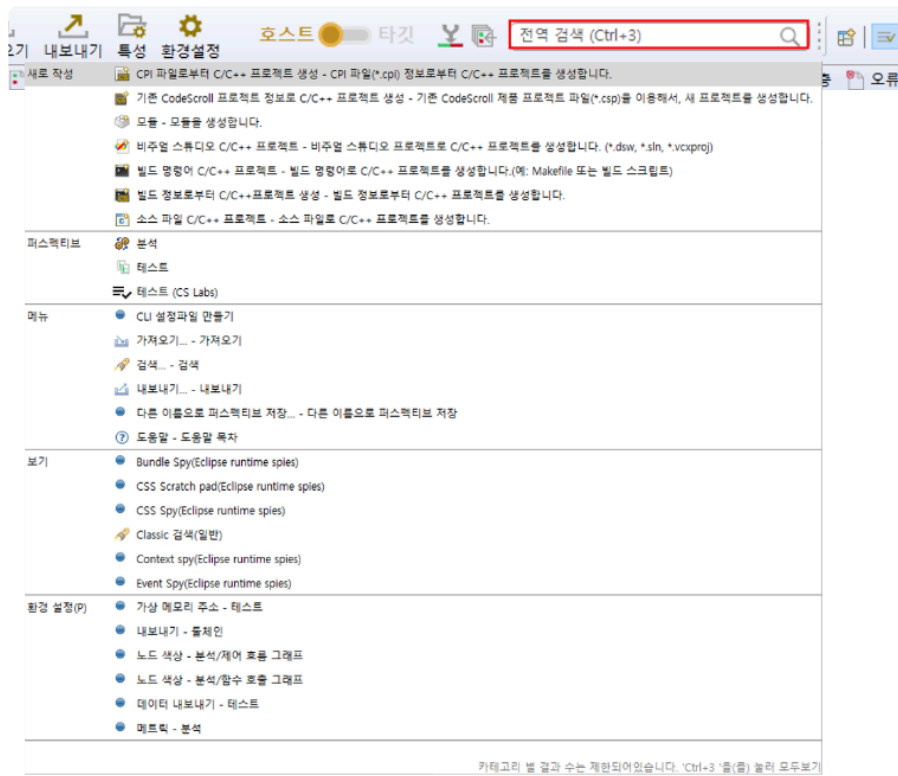 오기 내보내기 특성 환경설정 호스트 타깃 전역 검색 (Ctrl+3)
오류
새로 작성 CPI 파일로부터 C/C++ 프로젝트 생성 - CPI 파일(*.cpi) 정보로부터 C/C++ 프로젝트를 생성합니다.
기존 CodeScroll 프로젝트 정보로 C/C++ 프로젝트 생성 - 기존 CodeScroll 제품 프로젝트 파일(*.csp)을 이용해서, 새 프로젝트를 생성합니다.
모듈 - 모듈을 생성합니다.
비주얼 스튜디오 C/C++ 프로젝트 - 비주얼 스튜디오 프로젝트로 C/C++ 프로젝트를 생성합니다. (*.dsw, *.sln, *.vcxproj)
빌드 명령어 C/C++ 프로젝트 - 빌드 명령어로 C/C++ 프로젝트를 생성합니다.(예: Makefile 또는 빌드 스크립트)
빌드 정보로부터 C/C++프로젝트 생성 - 빌드 정보로부터 C/C++ 프로젝트를 생성합니다.
소스 파일 C/C++ 프로젝트 - 소스 파일로 C/C++ 프로젝트를 생성합니다.
퍼스펙티브 분석
테스트
테스트 (CS Labs)
메뉴 CLI 설정파일 만들기
가져오기... - 가져오기
검색... - 검색
내보내기... - 내보내기
다른 이름으로 퍼스펙티브 저장... - 다른 이름으로 퍼스펙티브 저장
도움말 - 도움말 목차
보기 Bundle Spy(Eclipse runtime spies)
CSS Scratch pad(Eclipse runtime spies)
CSS Spy(Eclipse runtime spies)
Classic 검색(일반)
Context spy(Eclipse runtime spies)
Event Spy(Eclipse runtime spies)
환경 설정(P) 가상 메모리 주소 - 테스트
내보내기 - 툴체인
노드 색상 - 분석/제어 흐름 그래프
노드 색상 - 분석/함수 호출 그래프
데이터 내보내기 - 테스트
메트릭 - 분석
카테고리 별 결과 수는 제한되어있습니다. 'Ctrl+3 '을(를) 눌러 모두보기